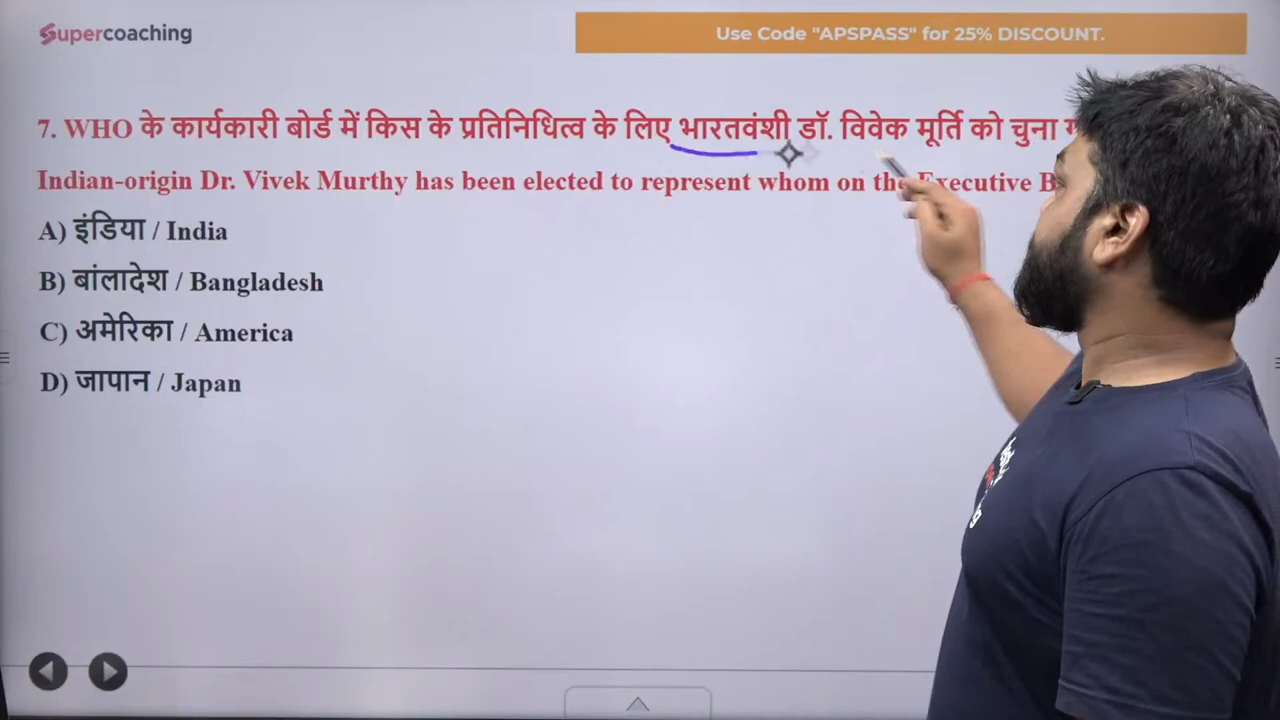 Supercoaching
Use Code "APSPASS" for 25% DISCOUNT.
7. WHO के कार्यकारी बोर्ड में किस के प्रतिनिधित्व के लिए भारतवंशी डॉ. विवेक मूर्ति को चुना
Indian-origin Dr. Vivek Murthy has been elected to represent whom on the Executive
A) इंडिया / India
B) बांलादेश / Bangladesh
C) अमेरिका / America
D) जापान / Japan